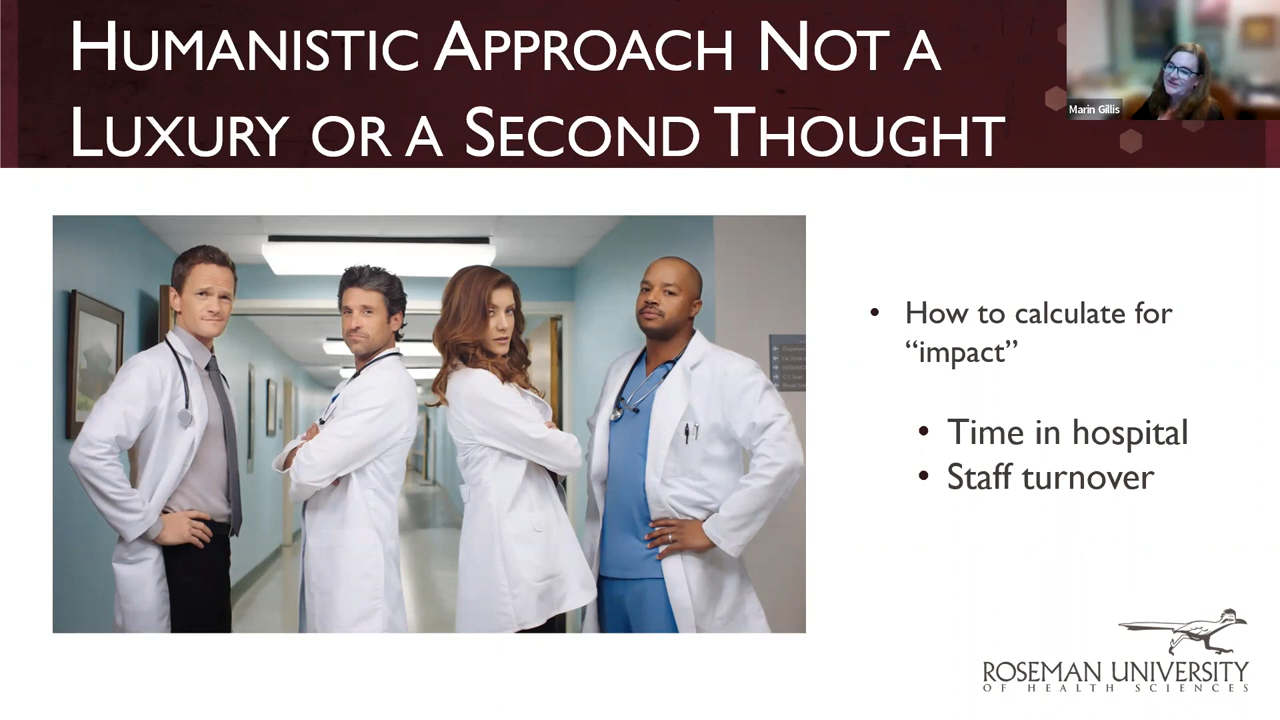 HUMANISTIC APPROACH NOT A
LUXURY OR A SECOND THOUGHT
Marin Gillis
• How to calculate for
“impact”
• Time in hospital
• Staff turnover
ROSEMAN UNIVERSITY
OF HEALTH SCIENCES